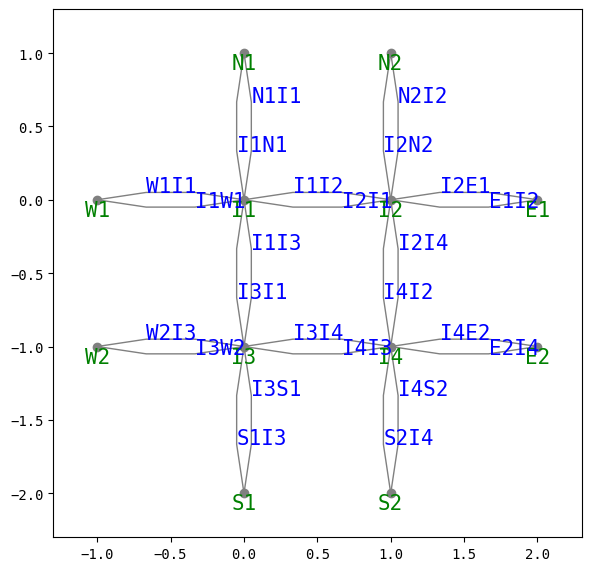 1.0
N1
N2
N1I1
N2I2
0.5
I1N1
I2N2
W1I1
I1I2
I2E1
0.0
I1W1
I2I1
E1I2
W1
I1
I2
E1
I1I3
I2I4
−0.5
I3I1
I4I2
W2I3
I3I4
I4E2
−1.0
I3W2
I4I3
E2I4
W2
I3
I4
E2
I3S1
I4S2
−1.5
S1I3
S2I4
−2.0
S1
S2
−1.0 −0.5 0.0 0.5 1.0 1.5 2.0